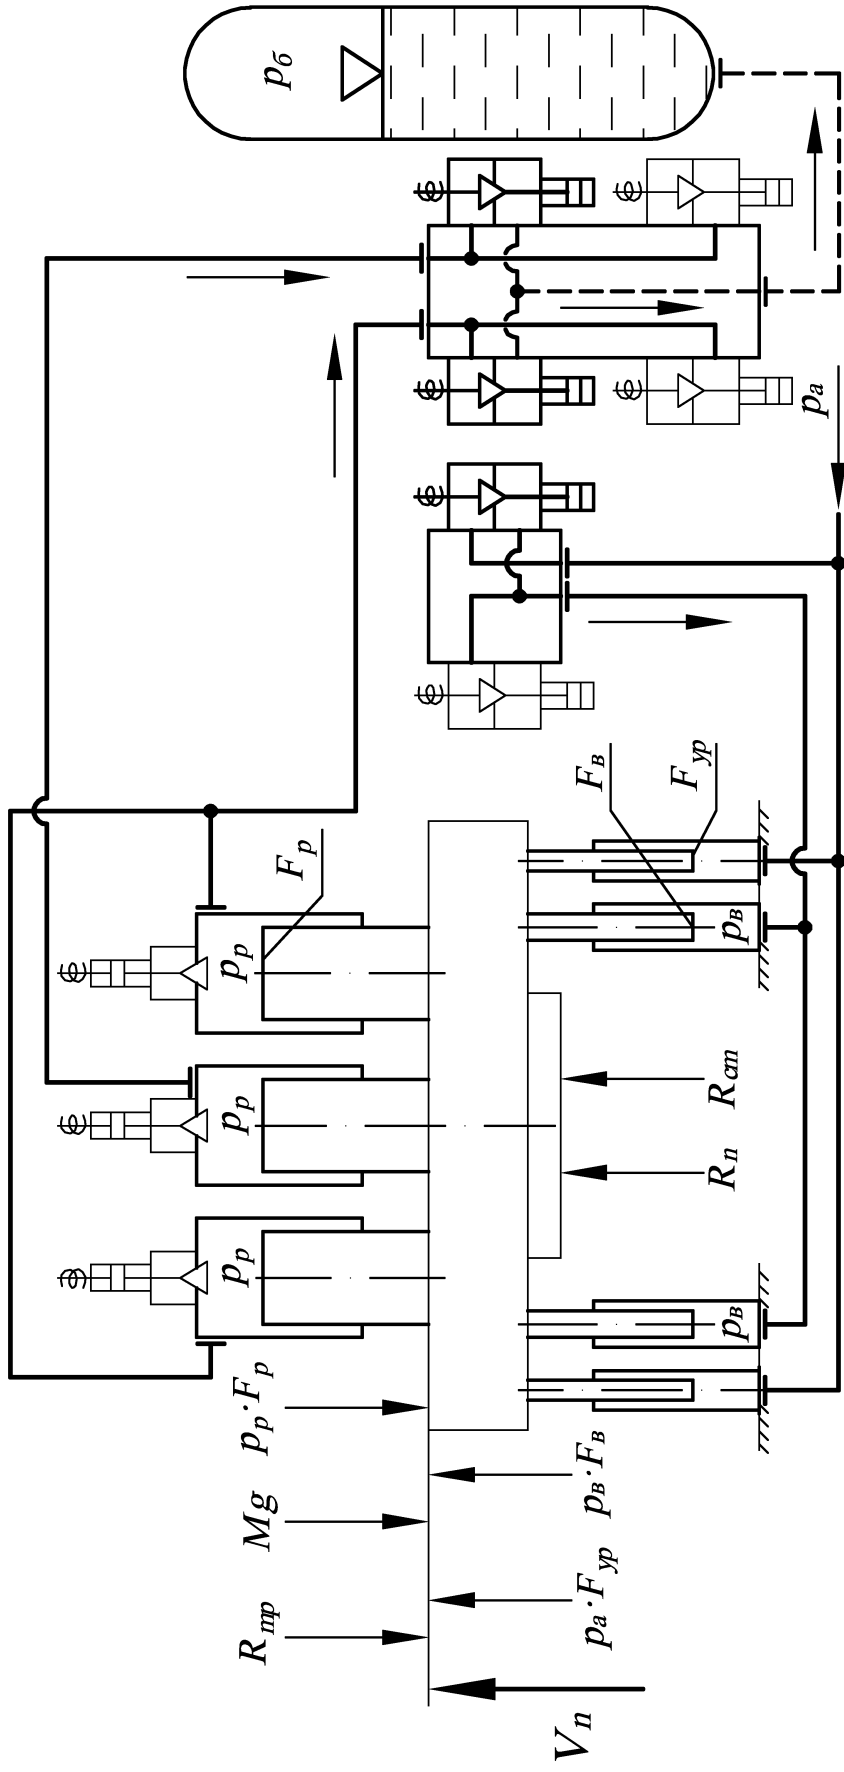 Rтр
Mg
pр·Fр
pр
pр
pр
Fр
pб
Vп
pа·Fур
pв·Fв
Fв
Fур
pв
Rп
Rст
pв
pа